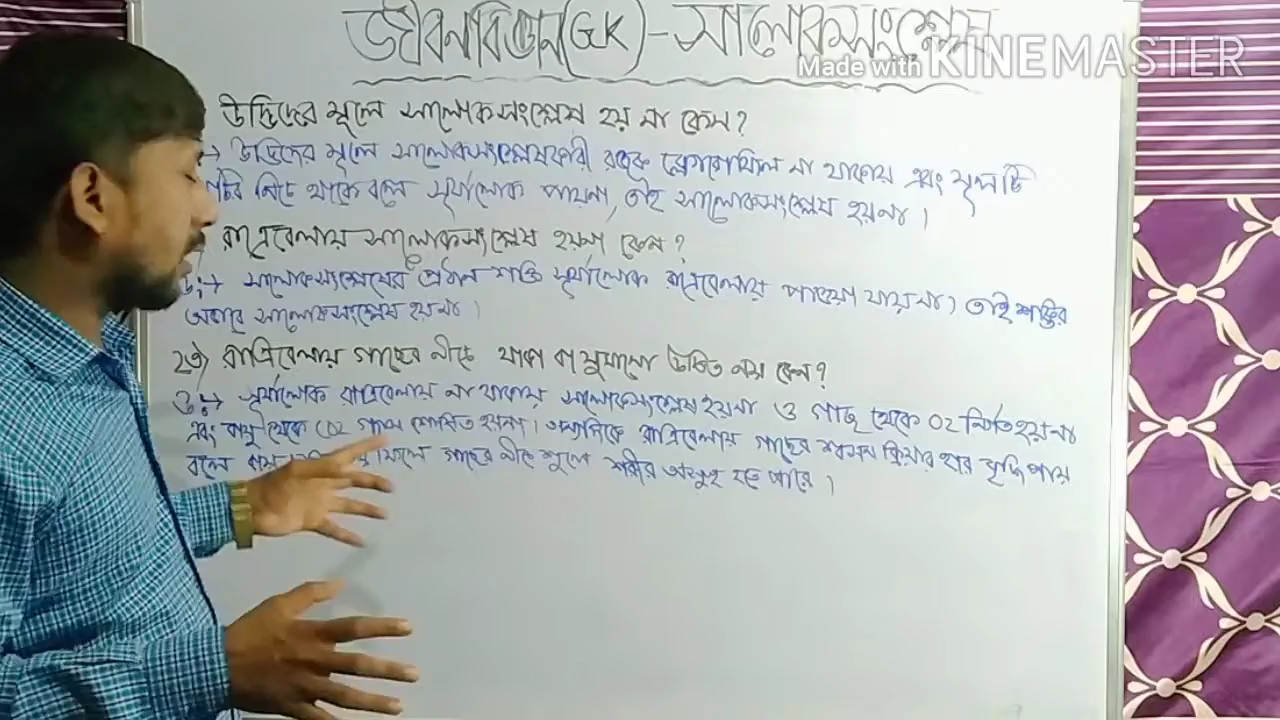 জীবনবিজ্ঞান(GK)-সালোকসংশ্লেষ
Made with KINEMASTER
উদ্ভিদের মূলে সালোকসংশ্লেষ হয় না কেন?
→ উদ্ভিদের মূলে সালোকসংশ্লেষকারী রঞ্জক ক্লোরোফিল না থাকায় এবং মূলটি
নিচে থাকে বলে সূর্যালোক পায়না, তাই সালোকসংশ্লেষ হয়না।
রাত্রিবেলায় সালোকসংশ্লেষ হয়না কেন?
উঃ→ সালোকসংশ্লেষের প্রধান শক্তি সূর্যালোক রাত্রিবেলায় পাওয়া যায়না, তাই শক্তির
অভাবে সালোকসংশ্লেষ হয়না।
২৩) রাত্রিবেলায় গাছের নীচে থাকা বা ঘুমানো উচিত নয় কেন?
উঃ→ সূর্যালোক রাত্রিবেলায় না থাকায় সালোকসংশ্লেষ হয়না ও গাছ থেকে O2 নির্গত হয়না
এবং বায়ু থেকে CO2 গ্যাস শোষিত হয়না। অন্যদিকে রাত্রিবেলায় গাছের শ্বসন ক্রিয়ার হার বৃদ্ধি পায়
বলে গাছের নীচে শুলে শরীর অসুস্থ হতে পারে।